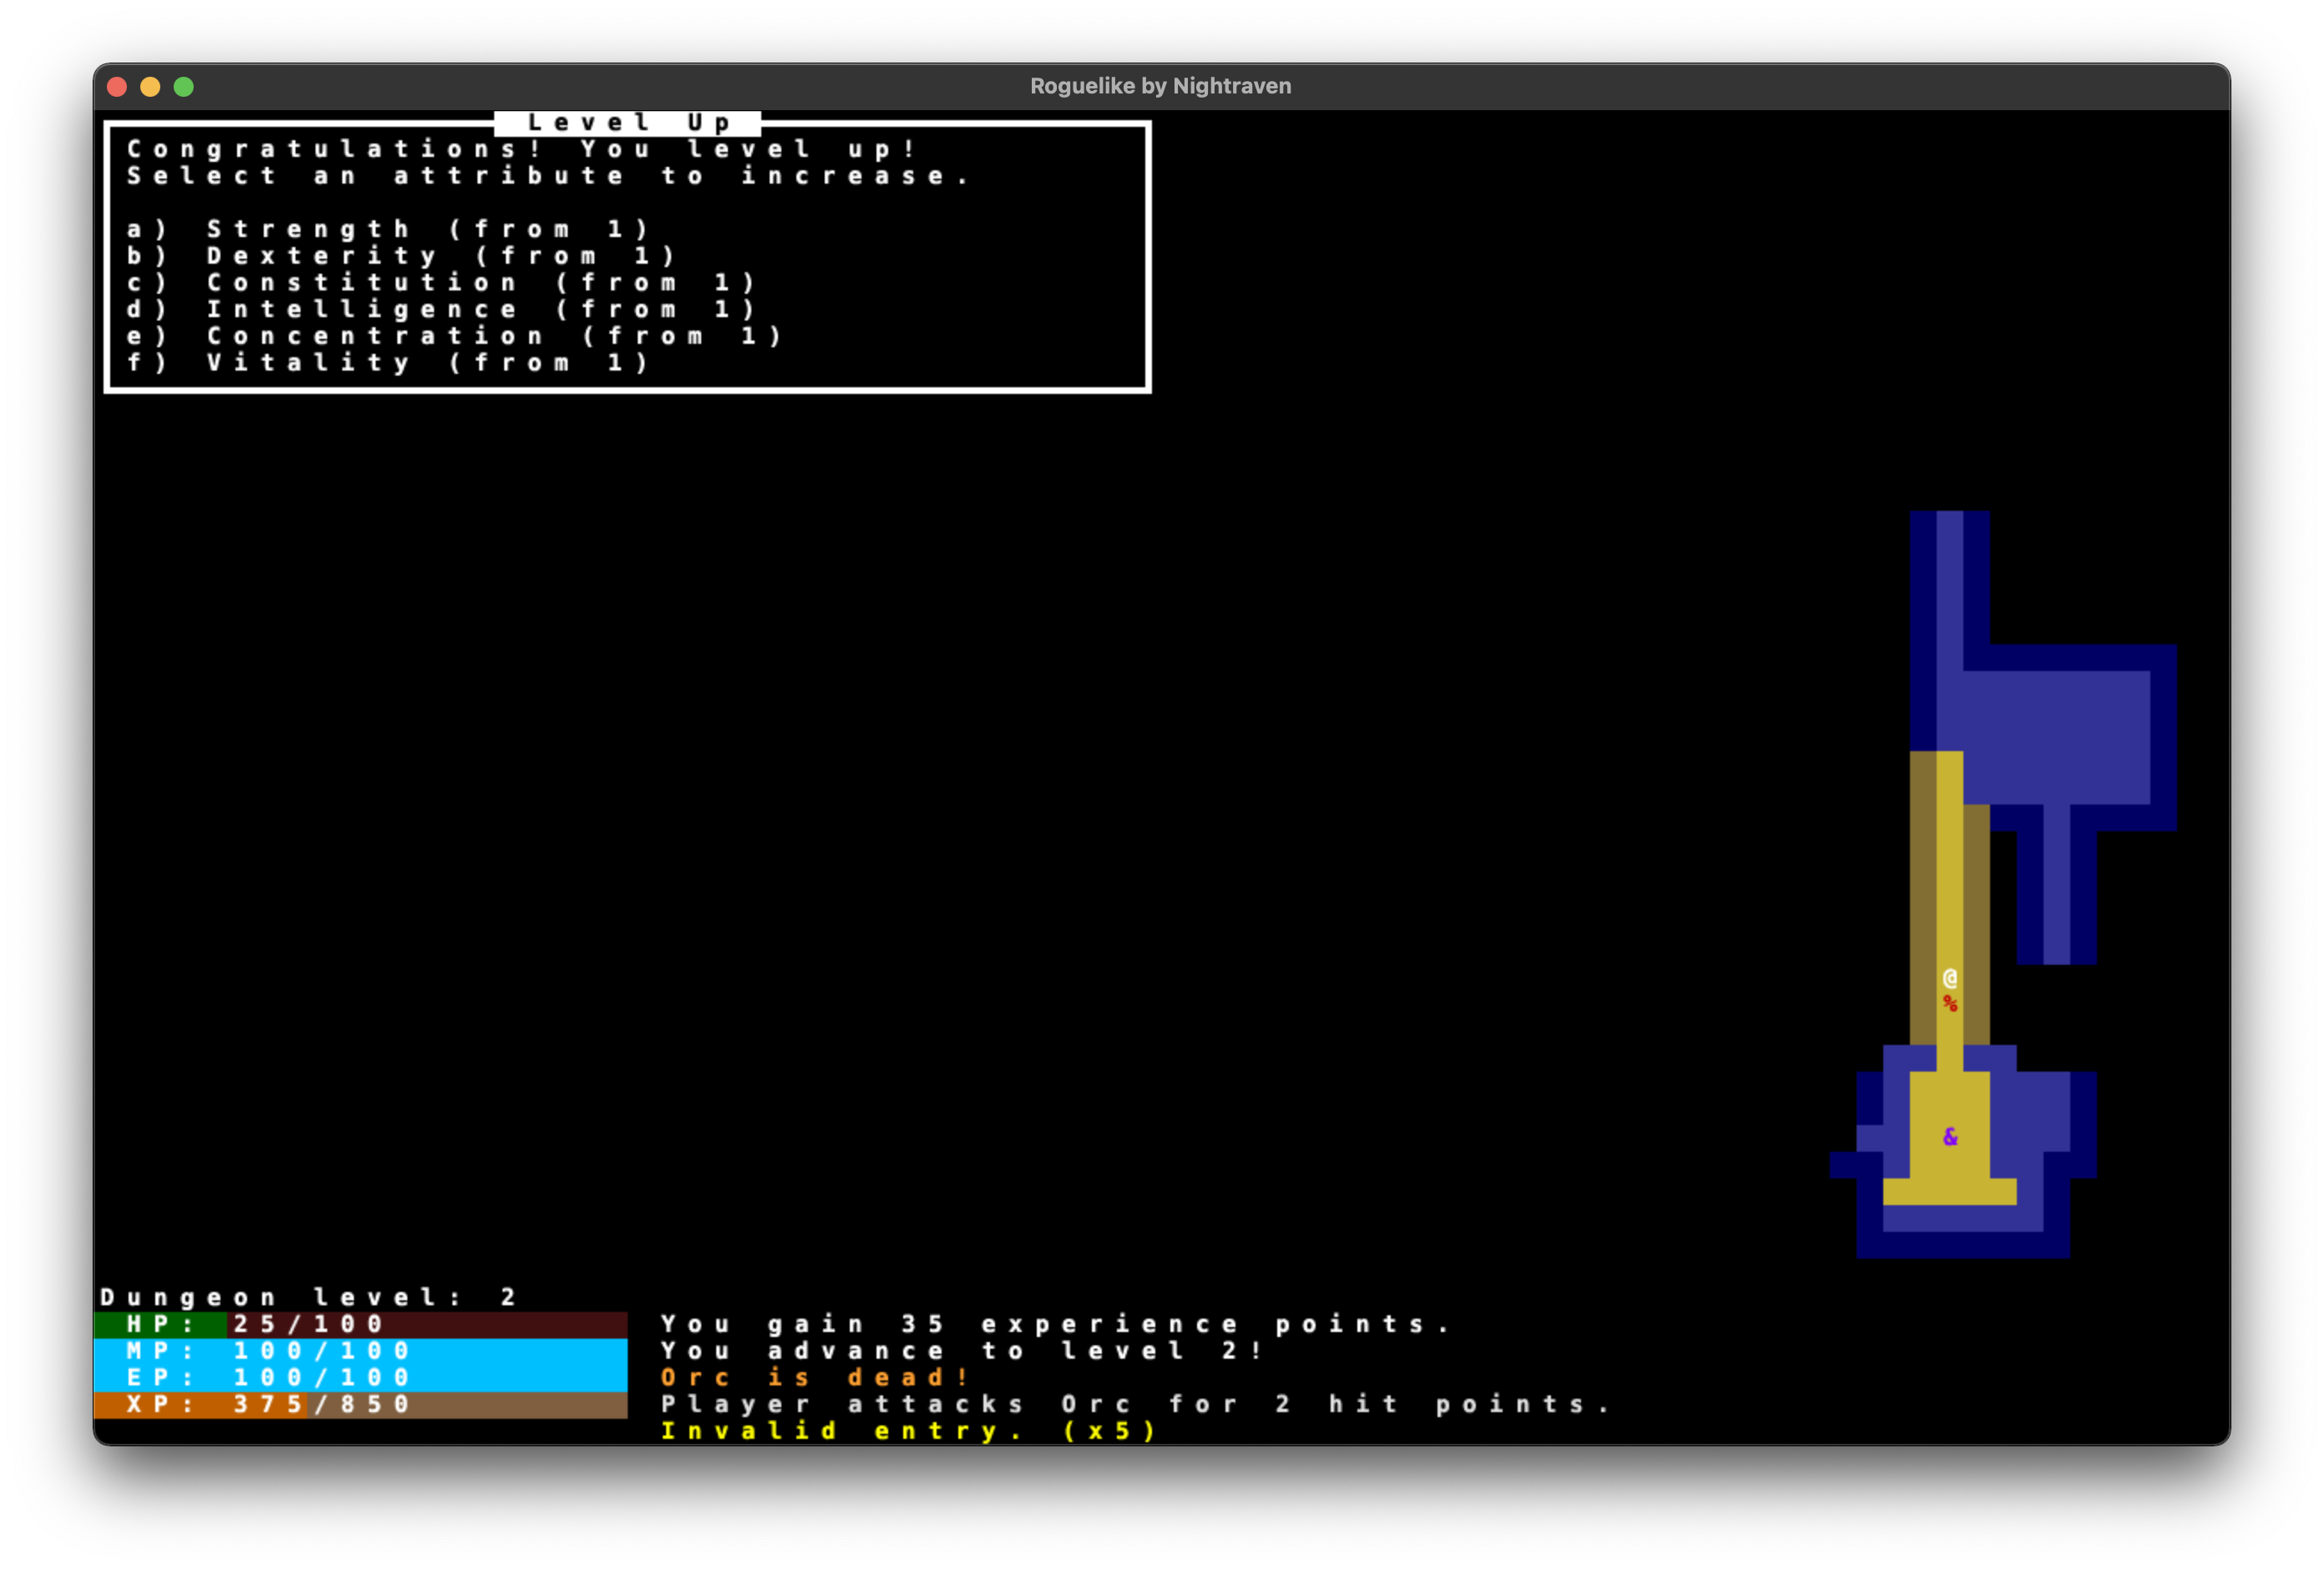 Roguelike by Nightraven
Level Up
Congratulations! You level up!
Select an attribute to increase.
a) Strength (from 1)
b) Dexterity (from 1)
c) Constitution (from 1)
d) Intelligence (from 1)
e) Concentration (from 1)
f) Vitality (from 1)
@
%
&
Dungeon level: 2
HP: 25/100
MP: 100/100
EP: 100/100
XP: 375/850
You gain 35 experience points.
You advance to level 2!
Orc is dead!
Player attacks Orc for 2 hit points.
Invalid entry. (x5)